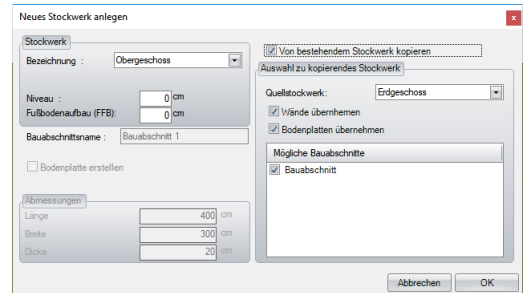 Neues Stockwerk anlegen
x
Stockwerk
Bezeichnung : Obergeschoss
Niveau : 0 cm
Fußbodenaufbau (FFB): 0 cm
Bauabschnittsname : Bauabschnitt 1
Bodenplatte erstellen
Abmessungen
Länge 400 cm
Breite 300 cm
Dicke 20 cm
Von bestehendem Stockwerk kopieren
Auswahl zu kopierendes Stockwerk
Quellstockwerk : Erdgeschoss
Wände übernhemen
Bodenplatten übernehmen
Mögliche Bauabschnitte
Bauabschnitt
Abbrechen OK